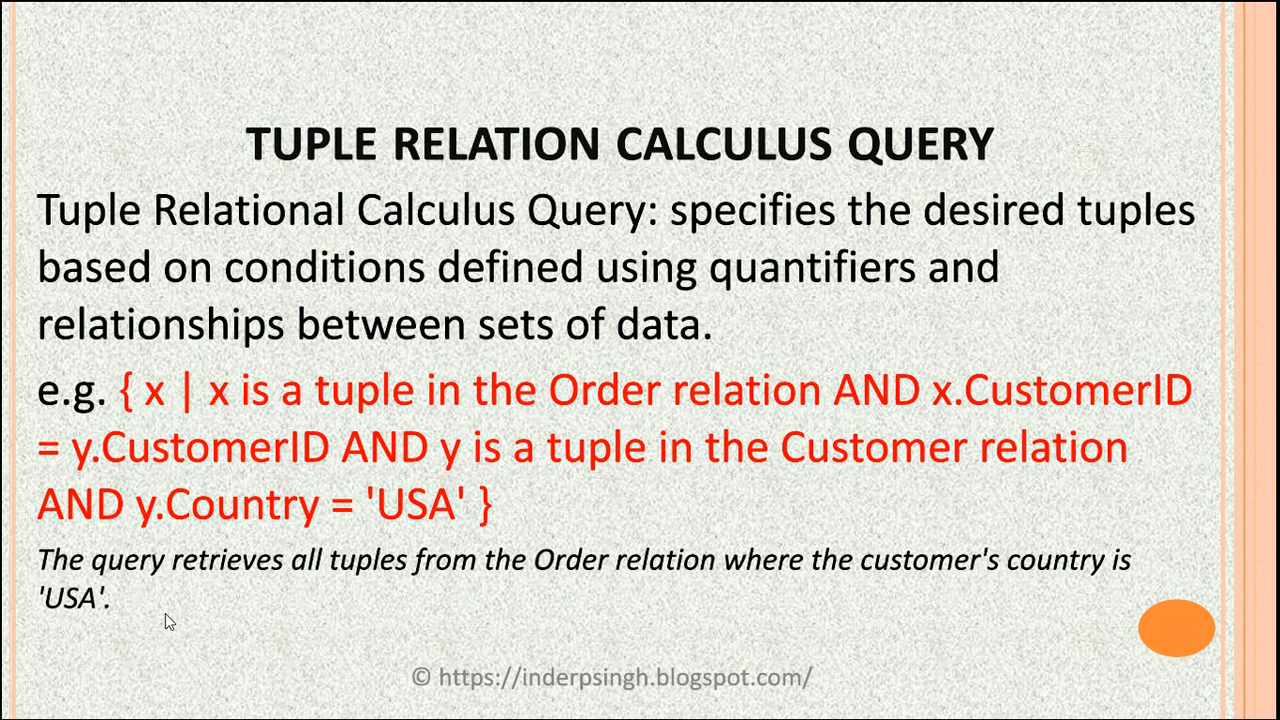 TUPLE RELATION CALCULUS QUERY
Tuple Relational Calculus Query: specifies the desired tuples
based on conditions defined using quantifiers and
relationships between sets of data.
e.g. { x | x is a tuple in the Order relation AND x.CustomerID
= y.CustomerID AND y is a tuple in the Customer relation
AND y.Country = 'USA' }
The query retrieves all tuples from the Order relation where the customer's country is
'USA'.
© https://inderpsingh.blogspot.com/